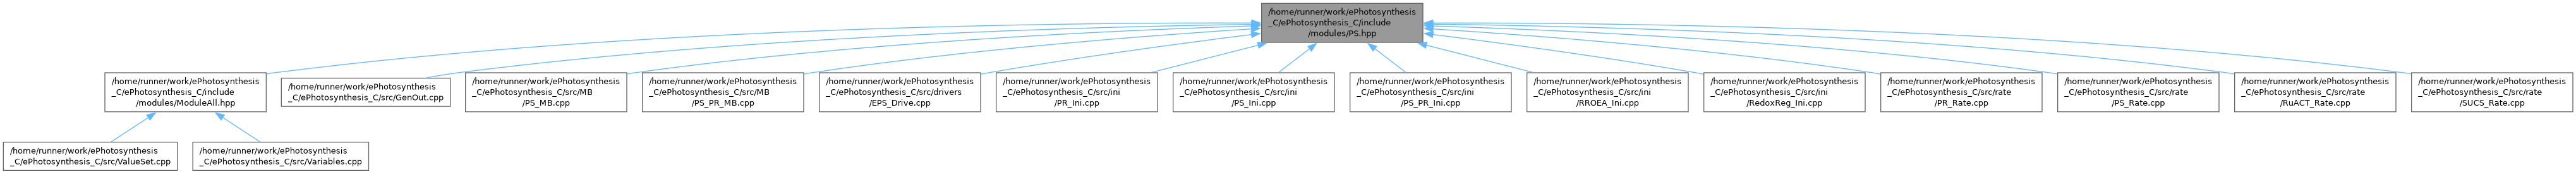 /home/runner/work/ePhotosynthesis
_C/ePhotosynthesis_C/include
/modules/PS.hpp
/home/runner/work/ePhotosynthesis
_C/ePhotosynthesis_C/include
/modules/ModuleAll.hpp
/home/runner/work/ePhotosynthesis
_C/ePhotosynthesis_C/src/GenOut.cpp
/home/runner/work/ePhotosynthesis
_C/ePhotosynthesis_C/src/MB
/PS_MB.cpp
/home/runner/work/ePhotosynthesis
_C/ePhotosynthesis_C/src/MB
/PS_PR_MB.cpp
/home/runner/work/ePhotosynthesis
_C/ePhotosynthesis_C/src/drivers
/EPS_Drive.cpp
/home/runner/work/ePhotosynthesis
_C/ePhotosynthesis_C/src/ini
/PR_Ini.cpp
/home/runner/work/ePhotosynthesis
_C/ePhotosynthesis_C/src/ini
/PS_Ini.cpp
/home/runner/work/ePhotosynthesis
_C/ePhotosynthesis_C/src/ini
/PS_PR_Ini.cpp
/home/runner/work/ePhotosynthesis
_C/ePhotosynthesis_C/src/ini
/RROEA_Ini.cpp
/home/runner/work/ePhotosynthesis
_C/ePhotosynthesis_C/src/ini
/RedoxReg_Ini.cpp
/home/runner/work/ePhotosynthesis
_C/ePhotosynthesis_C/src/rate
/PR_Rate.cpp
/home/runner/work/ePhotosynthesis
_C/ePhotosynthesis_C/src/rate
/PS_Rate.cpp
/home/runner/work/ePhotosynthesis
_C/ePhotosynthesis_C/src/rate
/RuACT_Rate.cpp
/home/runner/work/ePhotosynthesis
_C/ePhotosynthesis_C/src/rate
/SUCS_Rate.cpp
/home/runner/work/ePhotosynthesis
_C/ePhotosynthesis_C/src/ValueSet.cpp
/home/runner/work/ePhotosynthesis
_C/ePhotosynthesis_C/src/Variables.cpp